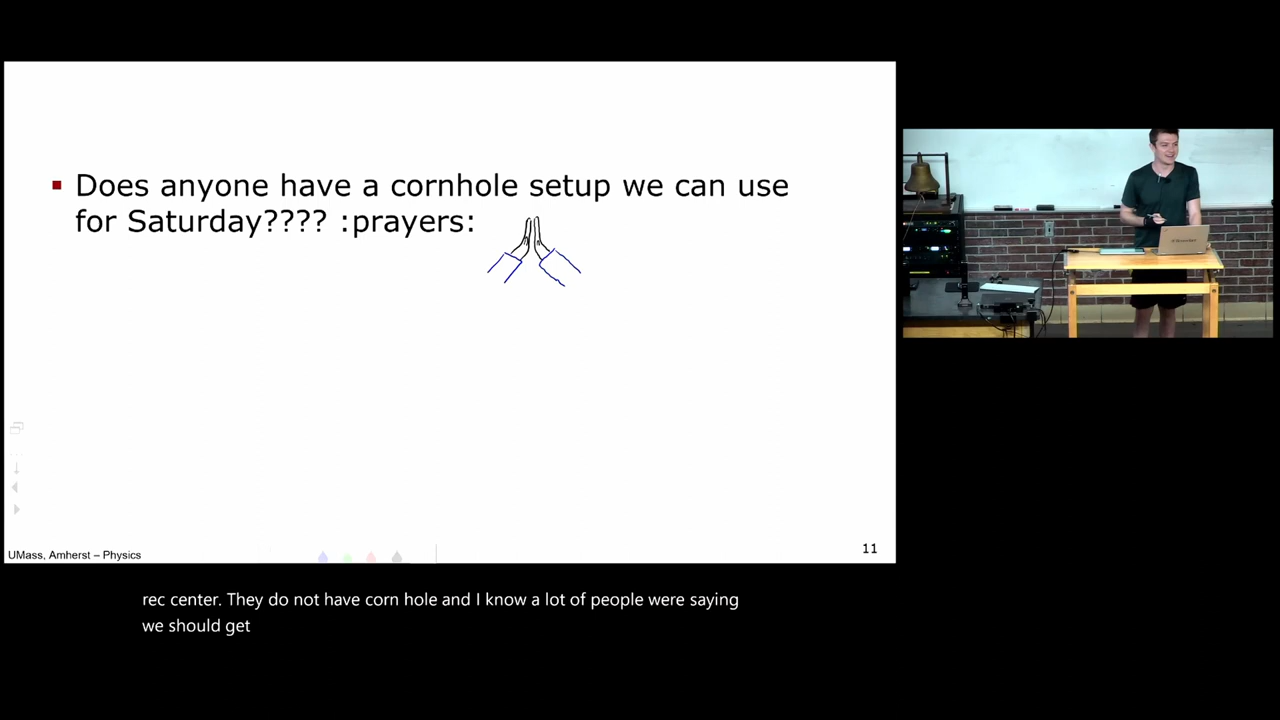 Does anyone have a cornhole setup we can use
for Saturday???? :prayers:
UMass, Amherst – Physics
11
rec center. They do not have corn hole and I know a lot of people were saying
we should get